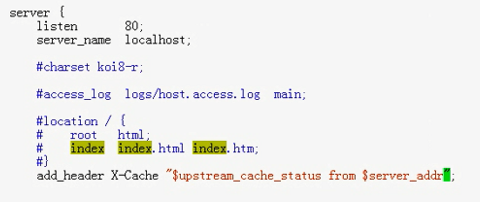 server {
    listen       80;
    server_name  localhost;
    #charset koi8-r;
    #access_log  logs/host.access.log  main;
    #location / {
    #    root   html;
    #    index  index.html index.htm;
    #}
    add_header X-Cache "$upstream_cache_status from $server_addr";